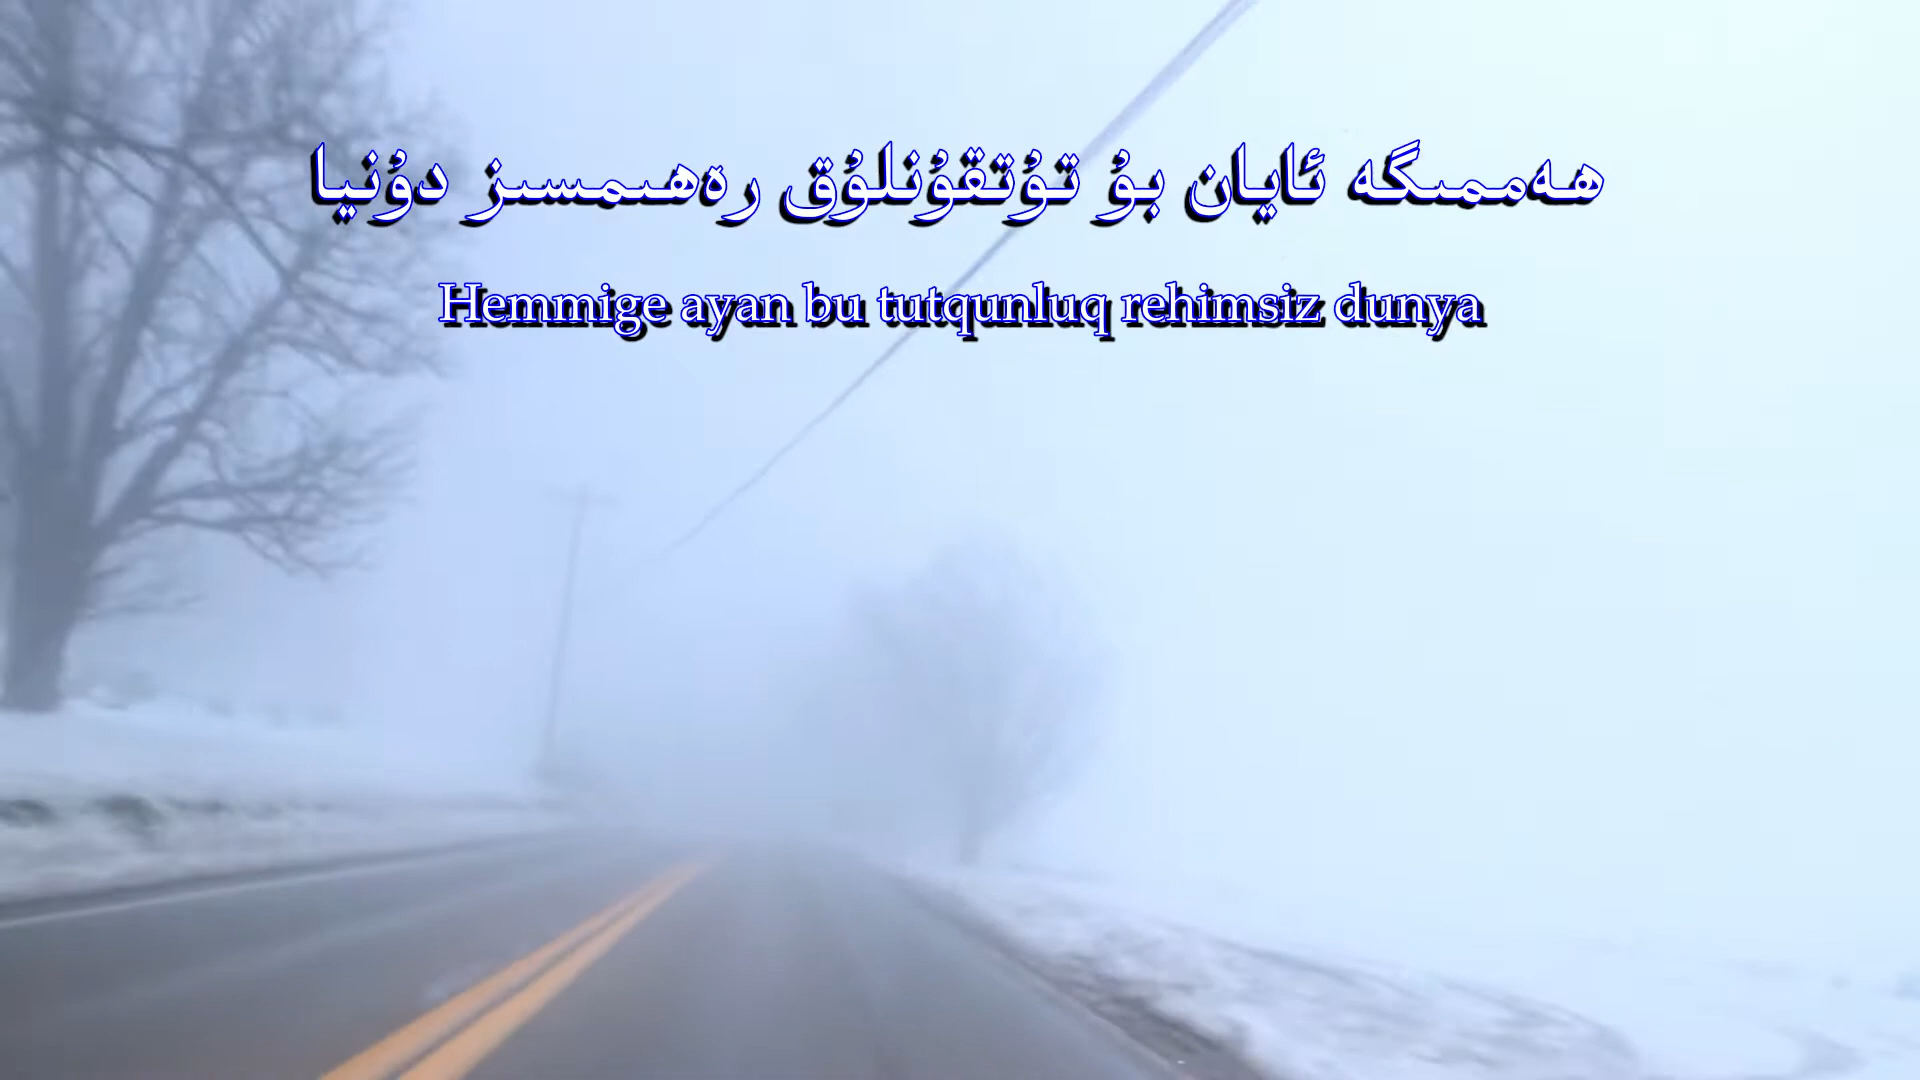 ھەممىگە ئايان بۇ تۇتقۇنلۇق رەھىمسىز دۇنيا
Hemmige ayan bu tutqunluq rehimsiz dunya